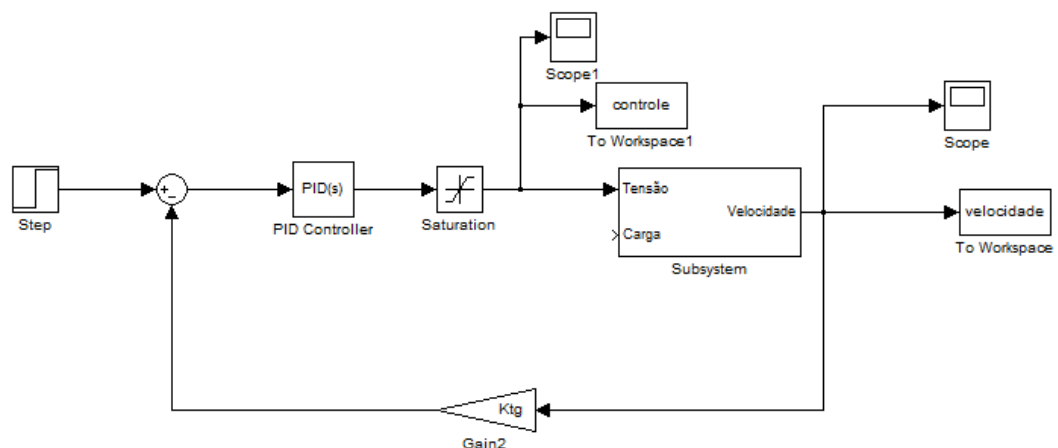 Scope1
controle
To Workspace1
Scope
Step
+
−
PID(s)
PID Controller
Saturation
Tensão
Velocidade
Carga
Subsystem
velocidade
To Workspace
Ktg
Gain2